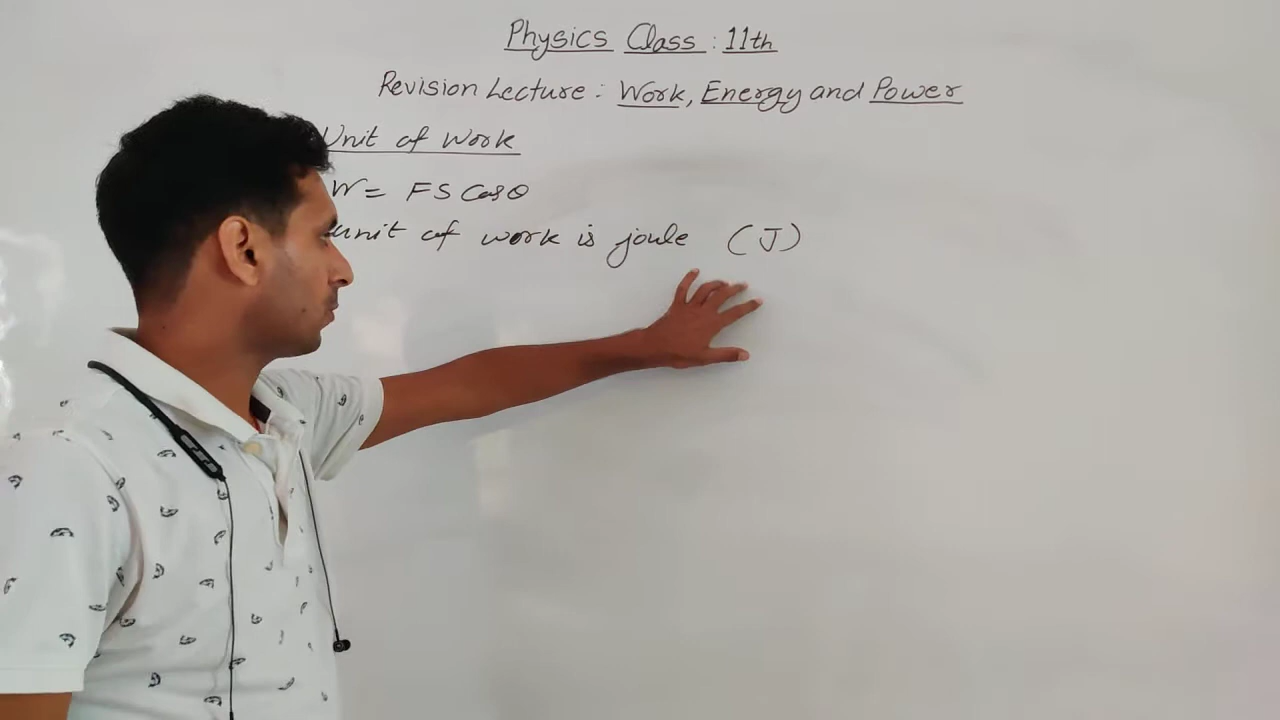 Physics Class : 11th
Revision Lecture : Work, Energy and Power
Unit of Work
W = FS Cosθ
unit of work is joule (J)